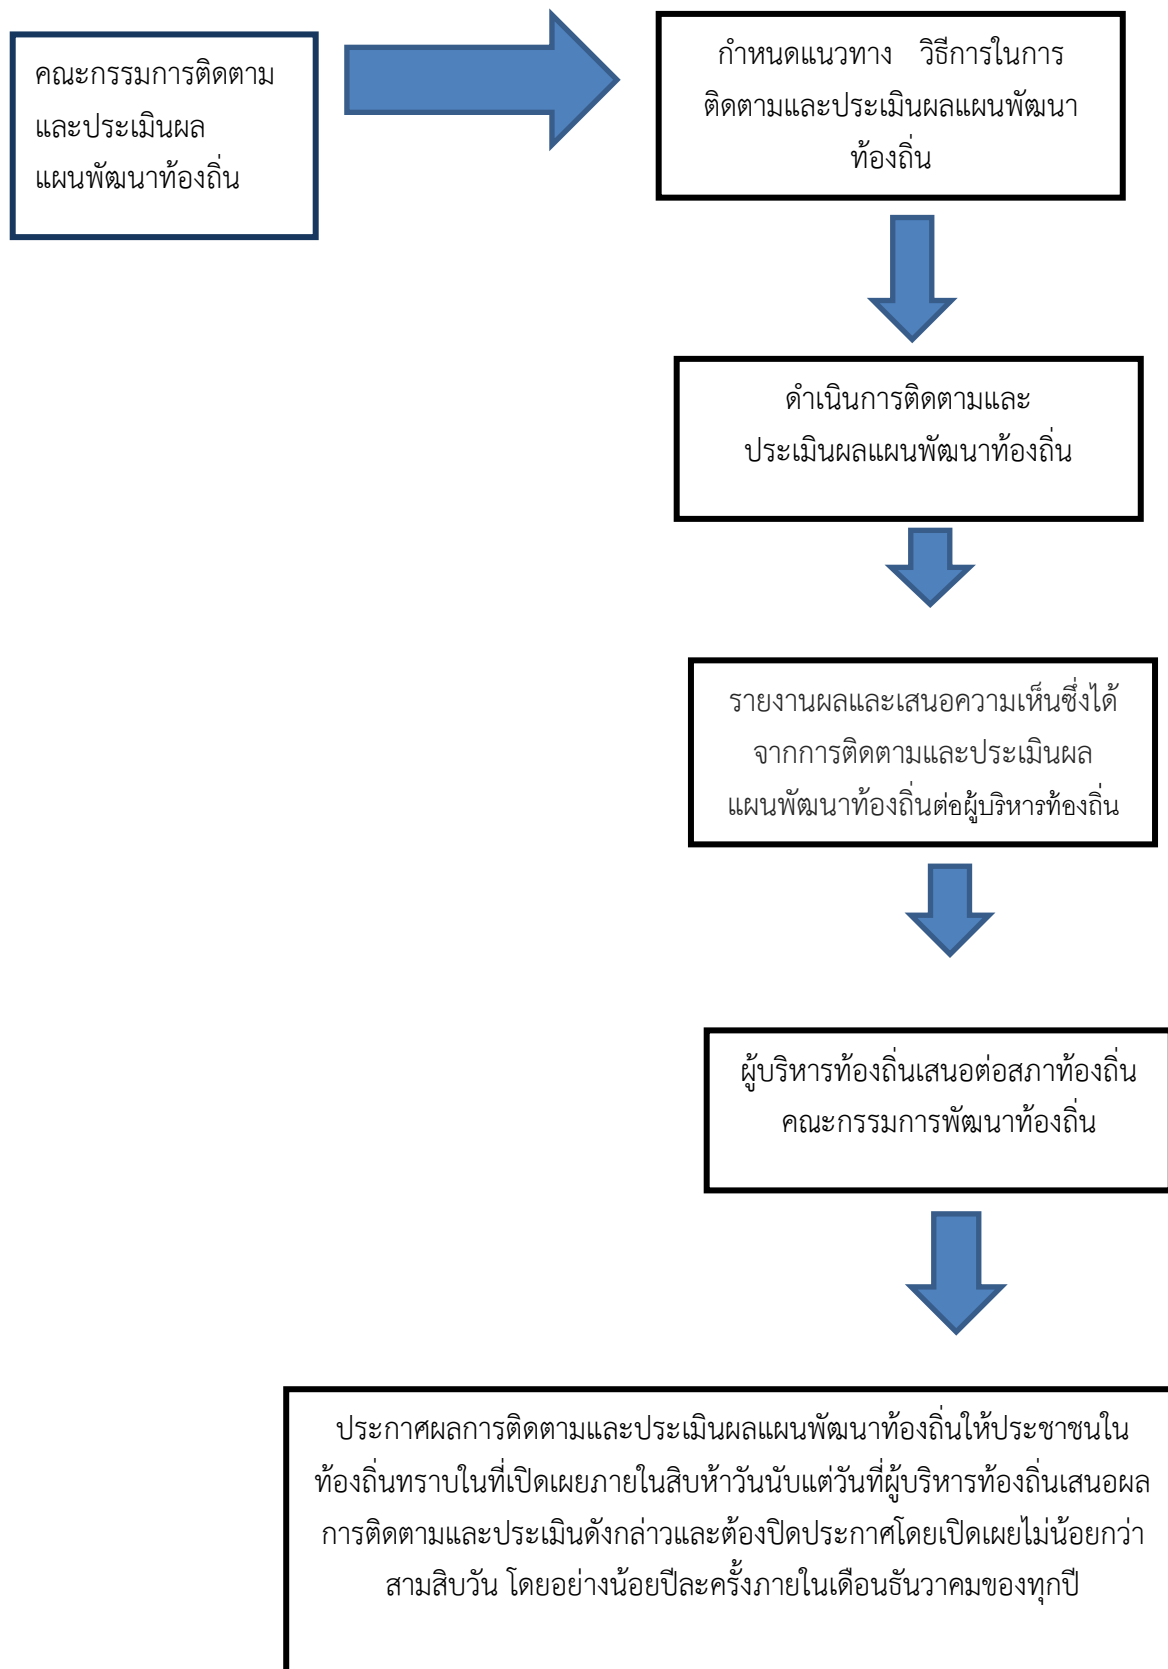 คณะกรรมการติดตาม
และประเมินผล
แผนพัฒนาท้องถิ่น
กำหนดแนวทาง วิธีการในการ
ติดตามและประเมินผลแผนพัฒนา
ท้องถิ่น
ดำเนินการติดตามและ
ประเมินผลแผนพัฒนาท้องถิ่น
รายงานผลและเสนอความเห็นซึ่งได้
จากการติดตามและประเมินผล
แผนพัฒนาท้องถิ่นต่อผู้บริหารท้องถิ่น
ผู้บริหารท้องถิ่นเสนอต่อสภาท้องถิ่น
คณะกรรมการพัฒนาท้องถิ่น
ประกาศผลการติดตามและประเมินผลแผนพัฒนาท้องถิ่นให้ประชาชนใน
ท้องถิ่นทราบในที่เปิดเผยภายในสิบห้าวันนับแต่วันที่ผู้บริหารท้องถิ่นเสนอผล
การติดตามและประเมินดังกล่าวและต้องปิดประกาศโดยเปิดเผยไม่น้อยกว่า
สามสิบวัน โดยอย่างน้อยปีละครั้งภายในเดือนธันวาคมของทุกปี